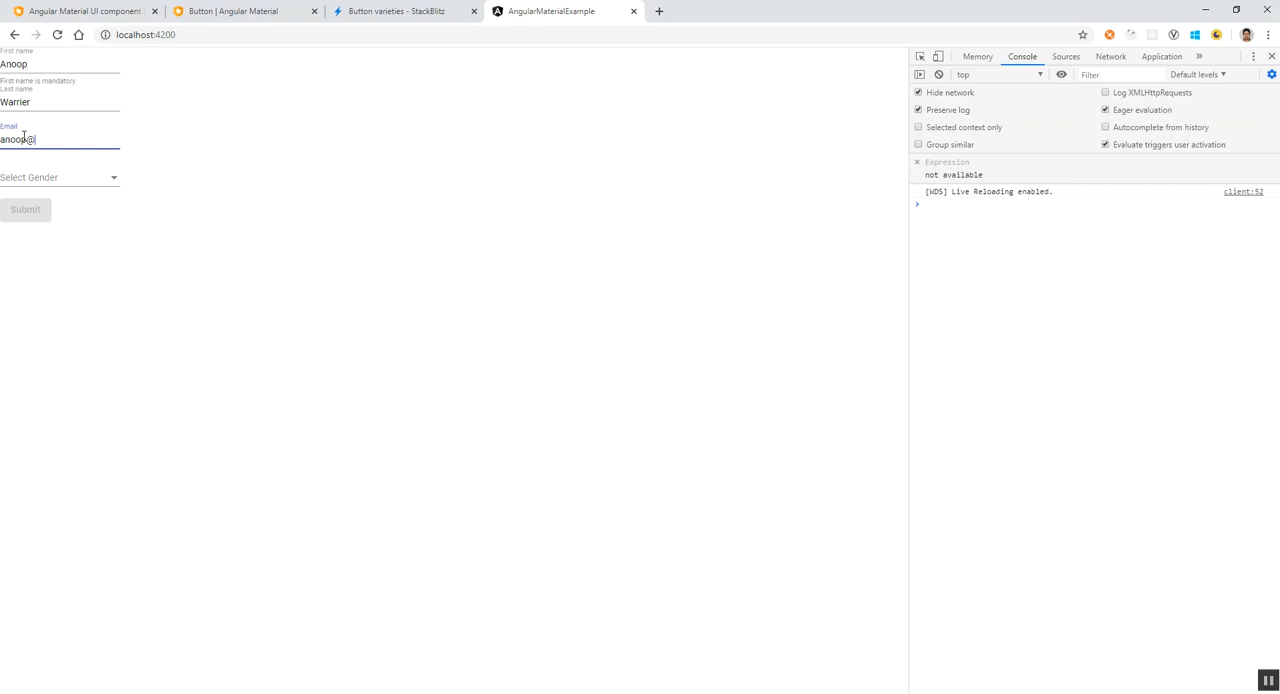 Angular Material UI component
Button | Angular Material
Button varieties - StackBlitz
AngularMaterialExample
localhost:4200
First name
Anoop
First name is mandatory
Last name
Warrier
Email
anoop@
Select Gender
Submit
Memory Console Sources Network Application »
top Filter Default levels
Hide network Log XMLHttpRequests
Preserve log Eager evaluation
Selected context only Autocomplete from history
Group similar Evaluate triggers user activation
Expression
not available
[WDS] Live Reloading enabled. client:52
>